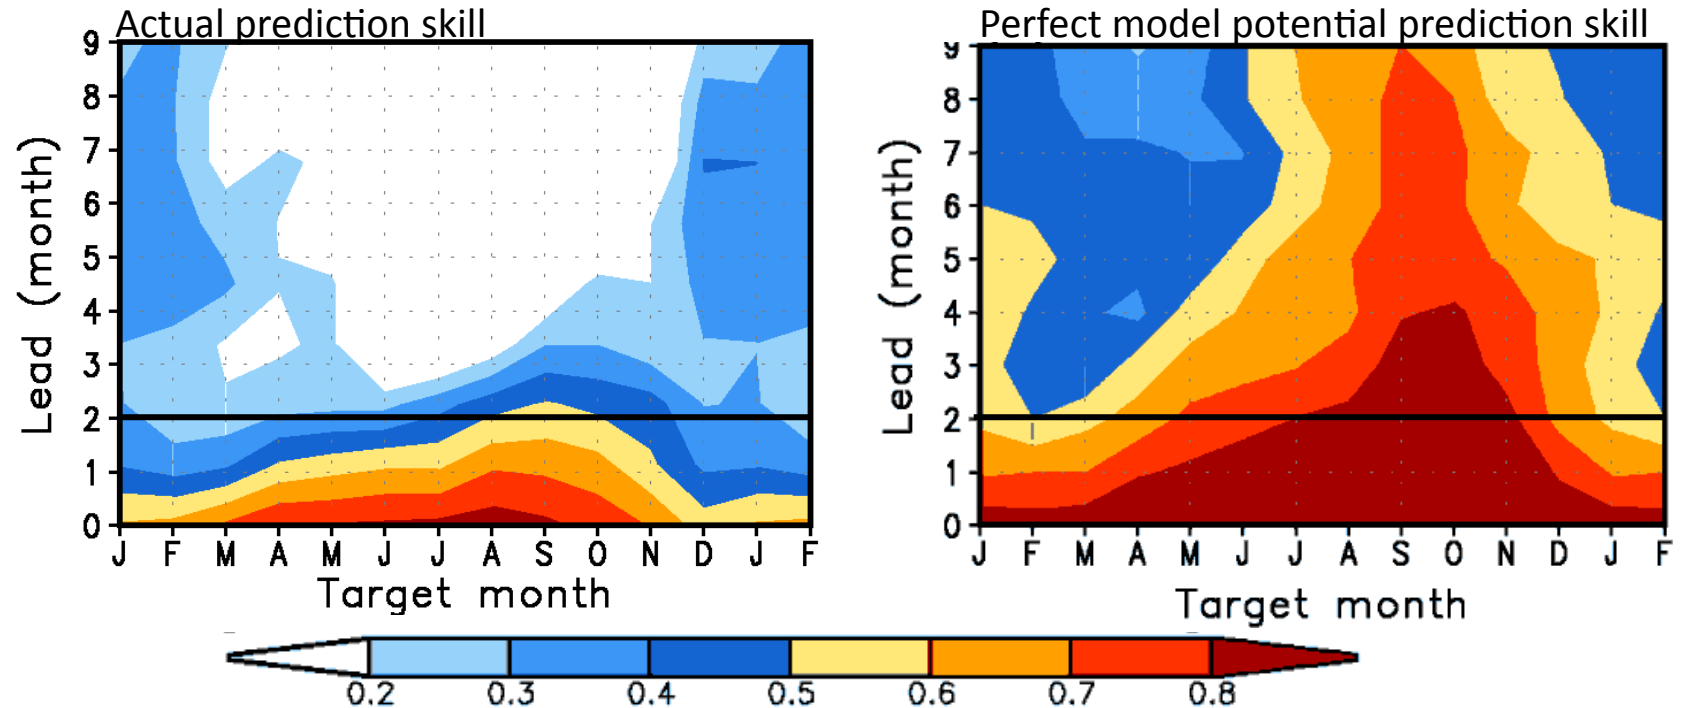 Actual prediction skill
9
8
7
6
5
4
3
2
1
0
Lead (month)
J F M A M J J A S O N D J F
Target month
Perfect model potential prediction skill
9
8
7
6
5
4
3
2
1
0
Lead (month)
J F M A M J J A S O N D J F
Target month
0.2 0.3 0.4 0.5 0.6 0.7 0.8